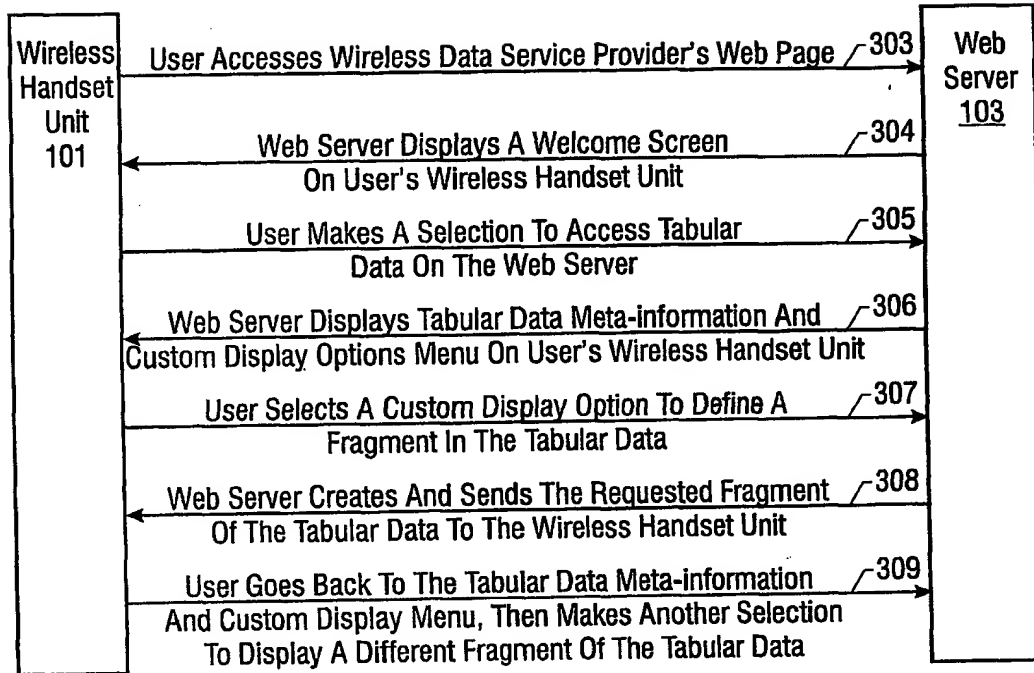 Wireless
Handset
Unit
101
User Accesses Wireless Data Service Provider's Web Page
303
Web
Server
103
Web Server Displays A Welcome Screen
304
On User's Wireless Handset Unit
User Makes A Selection To Access Tabular
305
Data On The Web Server
Web Server Displays Tabular Data Meta-information And
306
Custom Display Options Menu On User's Wireless Handset Unit
User Selects A Custom Display Option To Define A
307
Fragment In The Tabular Data
Web Server Creates And Sends The Requested Fragment
308
Of The Tabular Data To The Wireless Handset Unit
User Goes Back To The Tabular Data Meta-information
309
And Custom Display Menu, Then Makes Another Selection
To Display A Different Fragment Of The Tabular Data